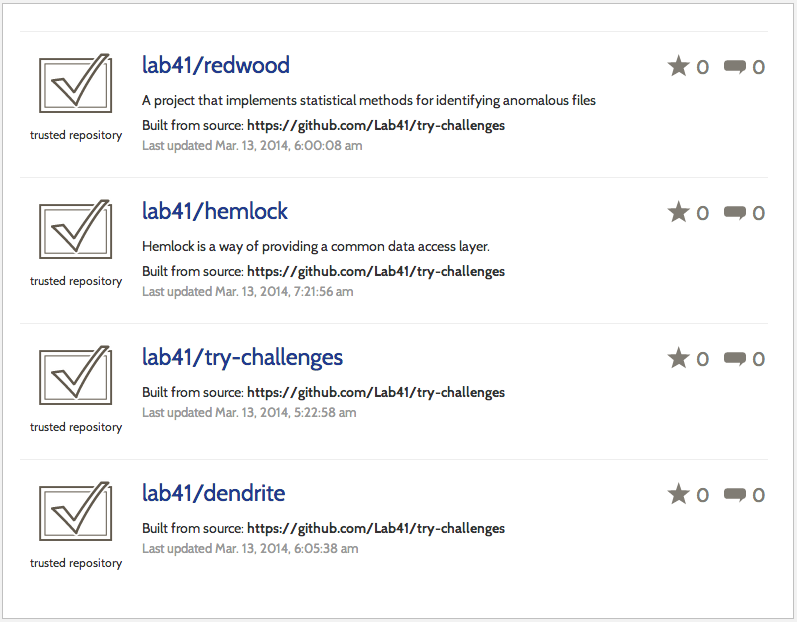 lab41/redwood
0 0
A project that implements statistical methods for identifying anomalous files
Built from source: https://github.com/Lab41/try-challenges
trusted repository
Last updated Mar. 13, 2014, 6:00:08 am
lab41/hemlock
0 0
Hemlock is a way of providing a common data access layer.
Built from source: https://github.com/Lab41/try-challenges
trusted repository
Last updated Mar. 13, 2014, 7:21:56 am
lab41/try-challenges
0 0
Built from source: https://github.com/Lab41/try-challenges
Last updated Mar. 13, 2014, 5:22:58 am
trusted repository
lab41/dendrite
0 0
Built from source: https://github.com/Lab41/try-challenges
Last updated Mar. 13, 2014, 6:05:38 am
trusted repository